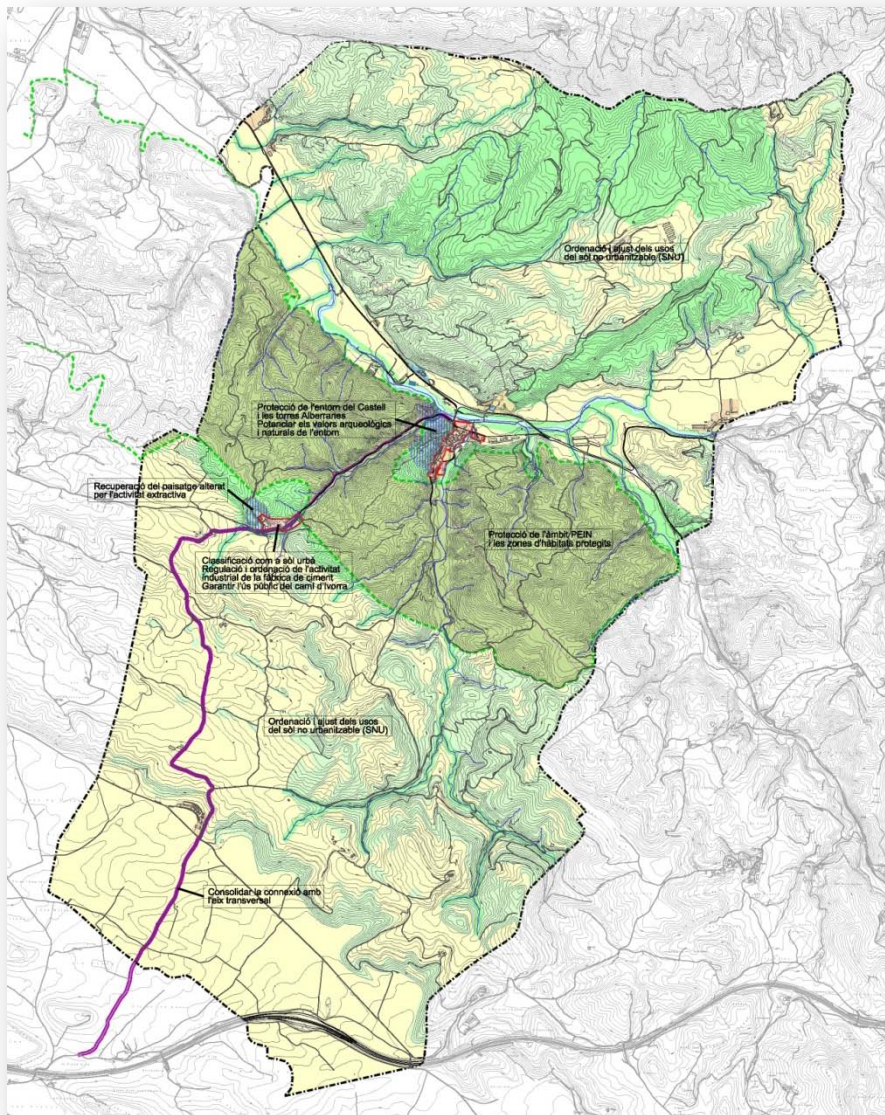 Ordenació i ajust dels usos
del sòl no urbanitzable (SNU)
Protecció de l'entorn del Castell
i les torres Alberranes
Potenciar els valors arqueològics
i naturals de l'entorn
Recuperació del paisatge alterat
per l'activitat extractiva
Protecció de l'àmbit PEIN
i les zones d'hàbitats protegits
Classificació com a sòl urbà
Regulació i ordenació de l'activitat
industrial de la fàbrica de ciment
Garantir l'ús públic del camí d'Ivorra
Ordenació i ajust dels usos
del sòl no urbanitzable (SNU)
Consolidar la connexió amb
l'eix transversal